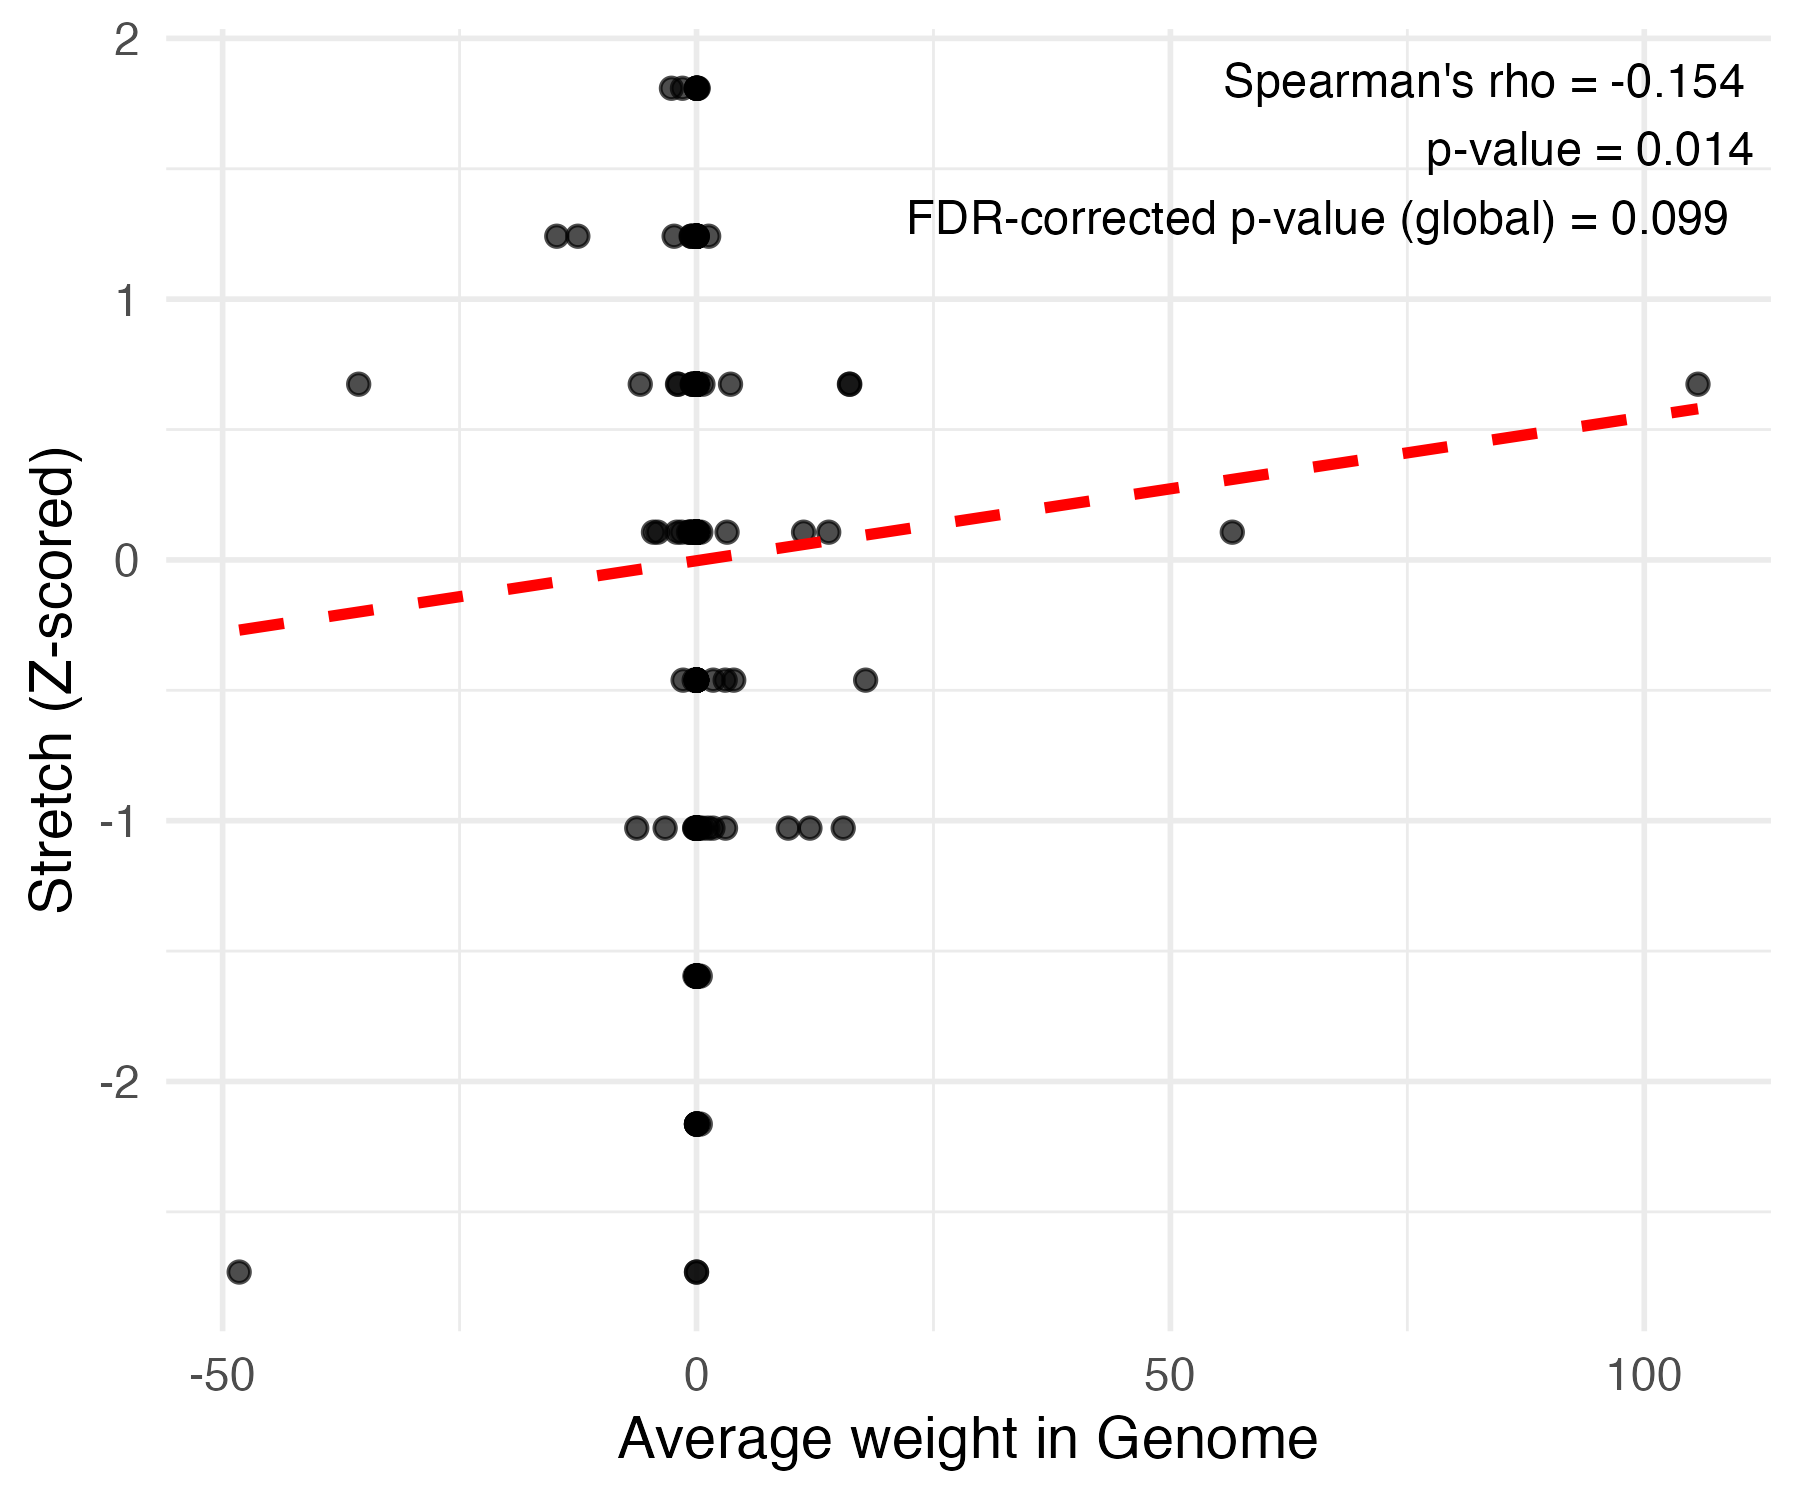 Spearman's rho = -0.154
p-value = 0.014
FDR-corrected p-value (global) = 0.099
2
1
0
-1
-2
Stretch (Z-scored)
-50 0 50 100
Average weight in Genome